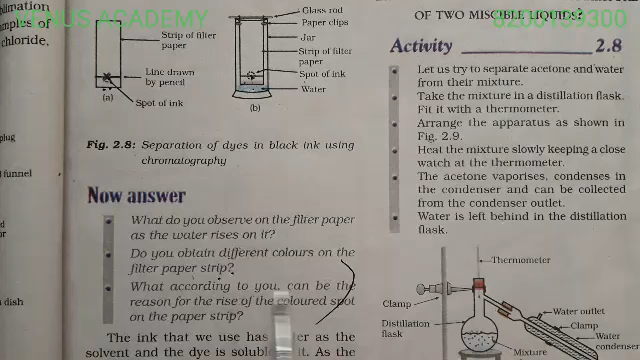 VENUS ACADEMY
8200139300
blimation
amples of
chloride,
plug
funnel
dish
Glass rod
Paper clips
Jar
Strip of filter
paper
Spot of ink
Water
(b)
Strip of filter
paper
Line drawn
by pencil
(a)
Spot of ink
Fig. 2.8: Separation of dyes in black ink using
chromatography
Now answer
What do you observe on the filter paper
as the water rises on it?
Do you obtain different colours on the
filter paper strip?
What according to you, can be the
reason for the rise of the coloured spot
on the paper strip?
The ink that we use has er as the
solvent and the dye is soluble it. As the
OF TWO MISCIBLE LIQUIDS?
Activity 2.8
Let us try to separate acetone and water
from their mixture.
Take the mixture in a distillation flask.
Fit it with a thermometer.
Arrange the apparatus as shown in
Fig. 2.9.
Heat the mixture slowly keeping a close
watch at the thermometer.
The acetone vaporises, condenses in
the condenser and can be collected
from the condenser outlet.
Water is left behind in the distillation
flask.
Thermometer
Clamp
Distillation
flask
Mixture
Water outlet
Clamp
Water
condenser